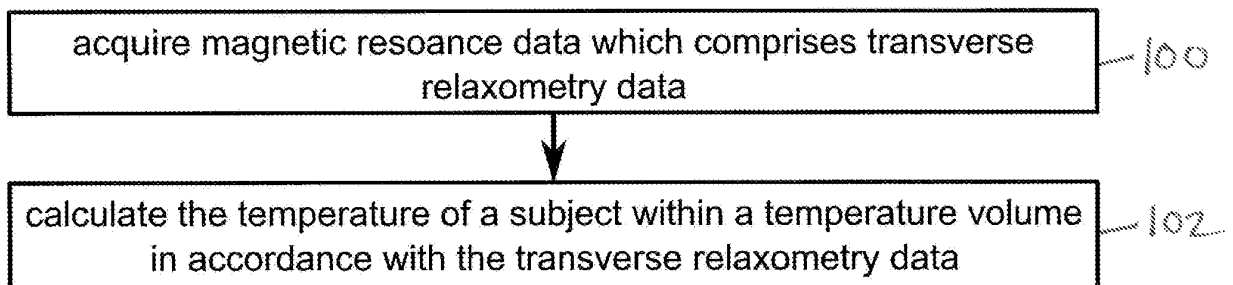 acquire magnetic resoance data which comprises transverse
relaxometry data
100
calculate the temperature of a subject within a temperature volume
in accordance with the transverse relaxometry data
102